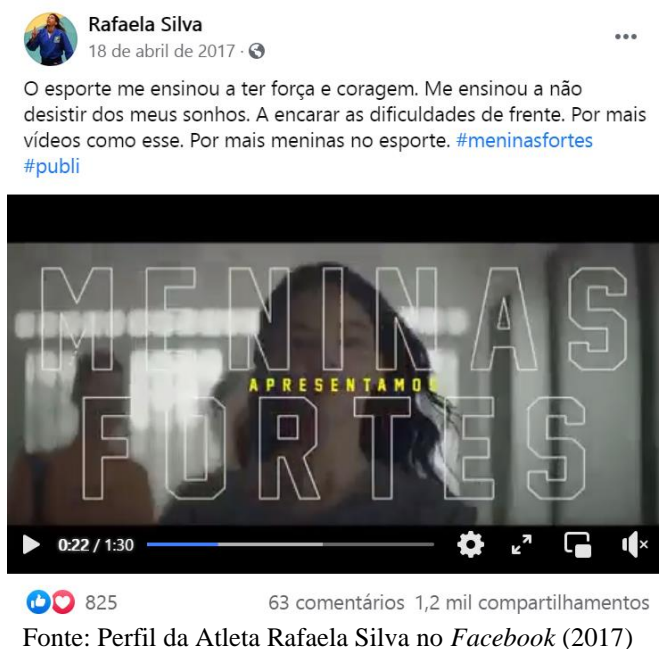 Rafaela Silva
18 de abril de 2017 ·
O esporte me ensinou a ter força e coragem. Me ensinou a não
desistir dos meus sonhos. A encarar as dificuldades de frente. Por mais
vídeos como esse. Por mais meninas no esporte. #meninasfortes
#publi
MENINAS
APRESENTAMOS
FORTES
0:22 / 1:30
825
63 comentários 1,2 mil compartilhamentos
Fonte: Perfil da Atleta Rafaela Silva no Facebook (2017)